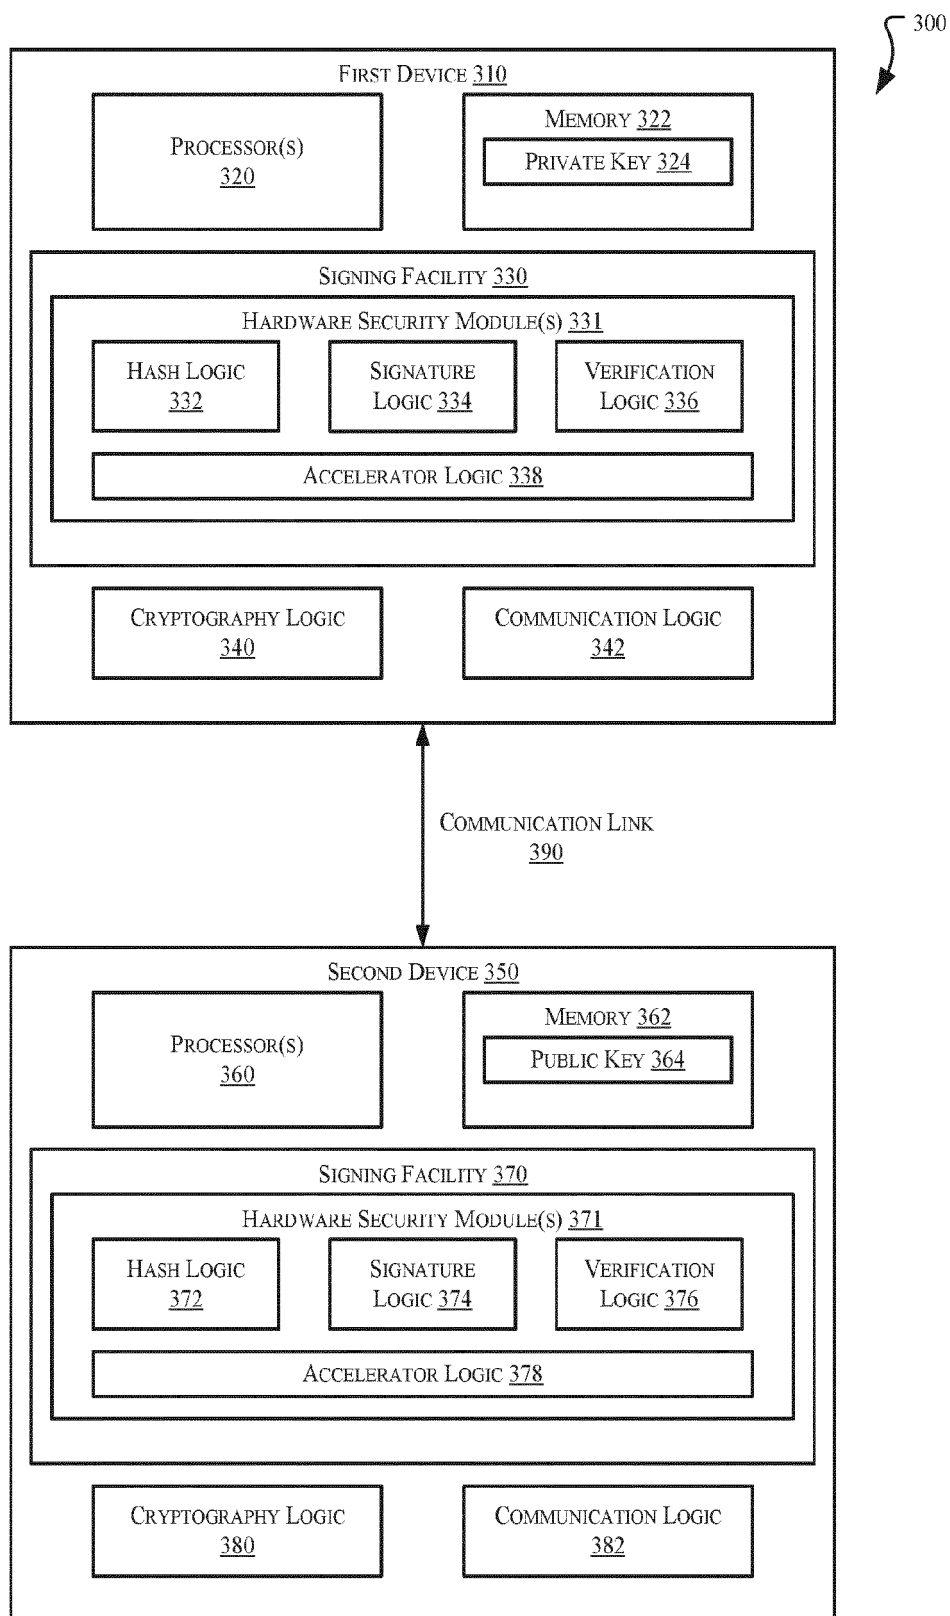 300
FIRST DEVICE 310
PROCESSOR(S)
320
MEMORY 322
PRIVATE KEY 324
SIGNING FACILITY 330
HARDWARE SECURITY MODULE(S) 331
HASH LOGIC
332
SIGNATURE
LOGIC 334
VERIFICATION
LOGIC 336
ACCELERATOR LOGIC 338
CRYPTOGRAPHY LOGIC
340
COMMUNICATION LOGIC
342
COMMUNICATION LINK
390
SECOND DEVICE 350
PROCESSOR(S)
360
MEMORY 362
PUBLIC KEY 364
SIGNING FACILITY 370
HARDWARE SECURITY MODULE(S) 371
HASH LOGIC
372
SIGNATURE
LOGIC 374
VERIFICATION
LOGIC 376
ACCELERATOR LOGIC 378
CRYPTOGRAPHY LOGIC
380
COMMUNICATION LOGIC
382